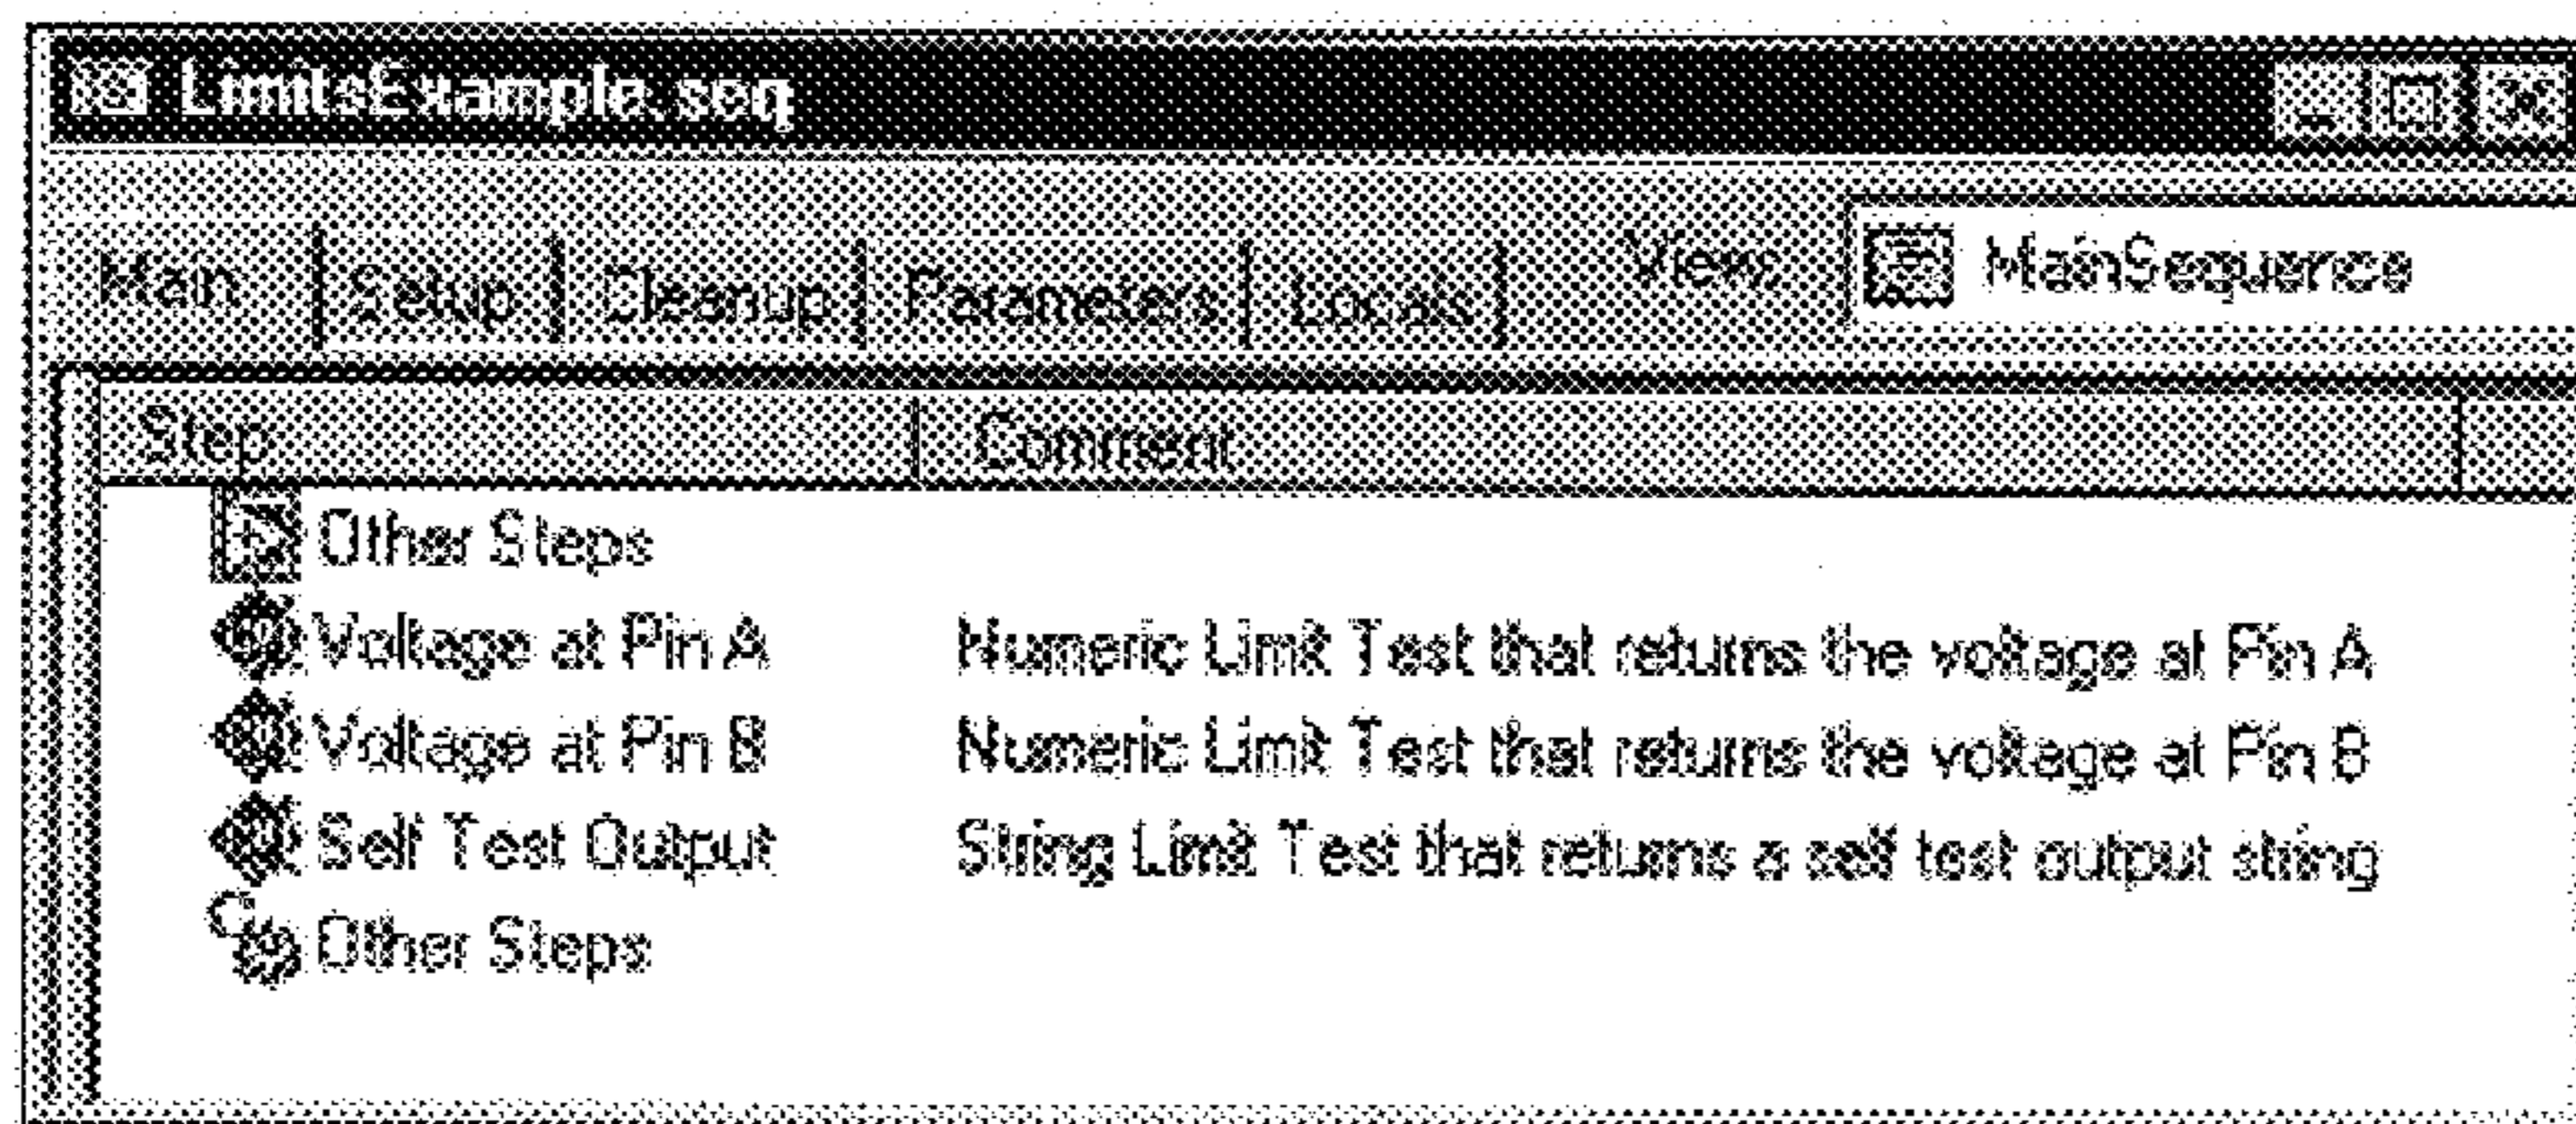 LimitsExample.seq
Main Setup Cleanup Parameters Locals View: MainSequence
Step Comment
Other Steps
Voltage at Pin A Numeric Limit Test that returns the voltage at Pin A
Voltage at Pin B Numeric Limit Test that returns the voltage at Pin B
Self Test Output String Limit Test that returns a self test output string
Other Steps